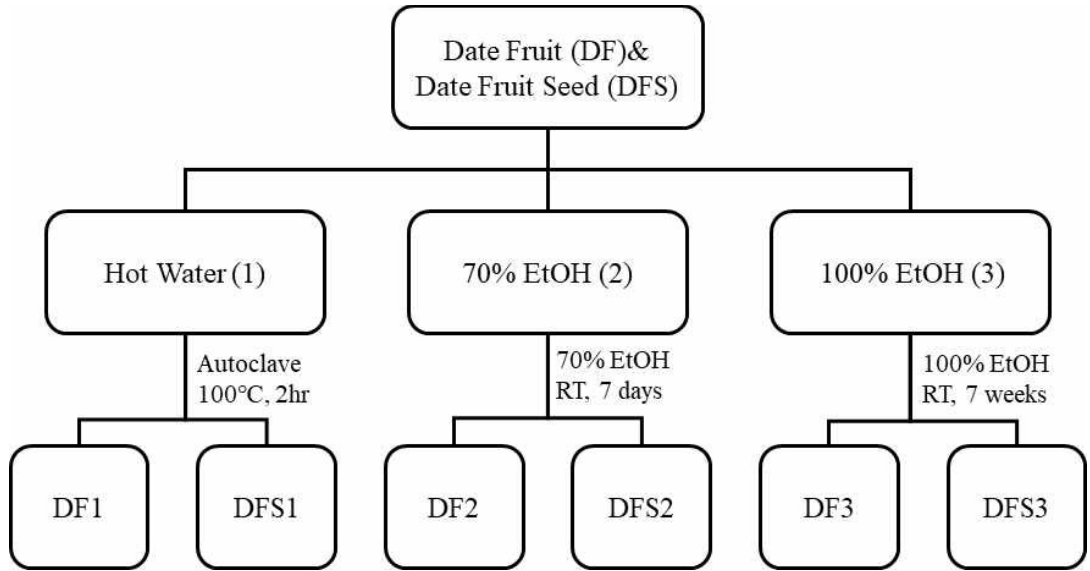 Date Fruit (DF)&
Date Fruit Seed (DFS)
Hot Water (1)
70% EtOH (2)
100% EtOH (3)
Autoclave
100℃, 2hr
70% EtOH
RT, 7 days
100% EtOH
RT, 7 weeks
DF1
DFS1
DF2
DFS2
DF3
DFS3